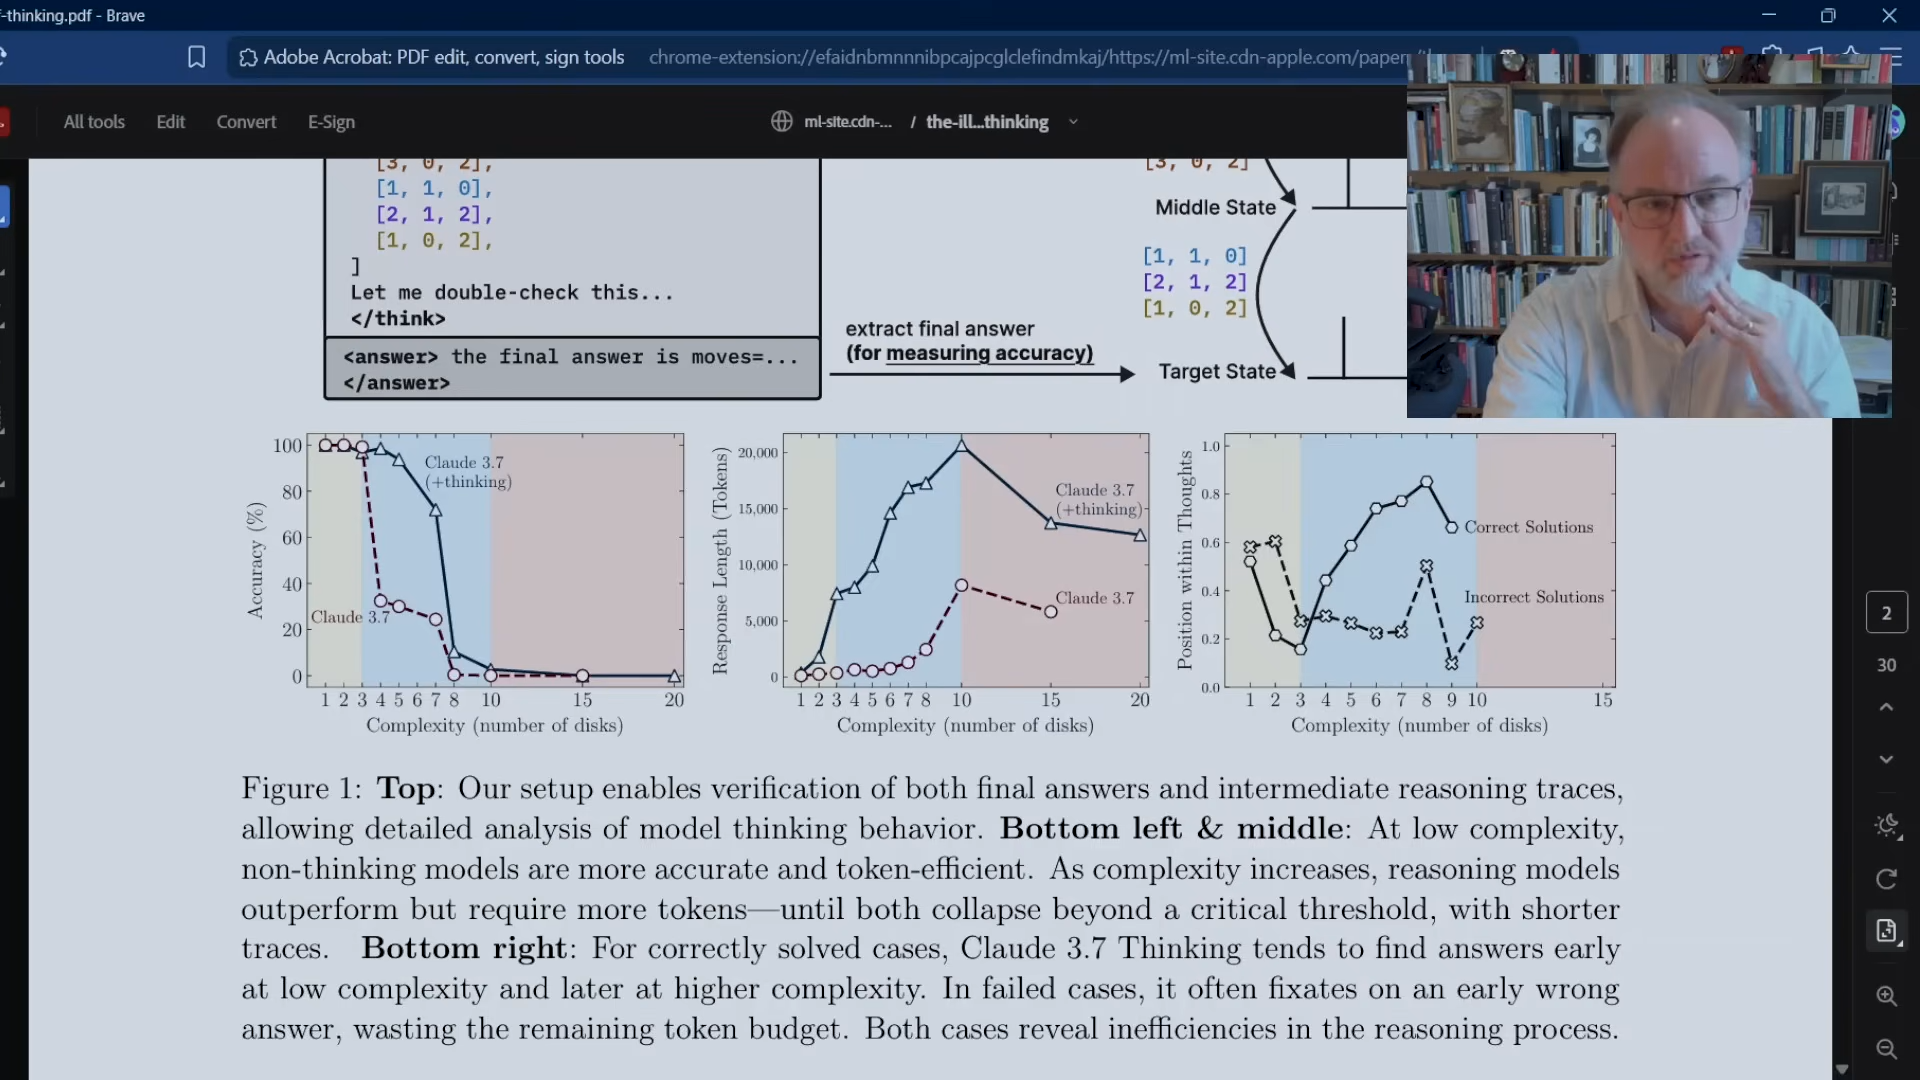 -thinking.pdf - Brave
Adobe Acrobat: PDF edit, convert, sign tools
chrome-extension://efaidnbmnnnibpcajpcglclefindmkaj/https://ml-site.cdn-apple.com/paper
All tools
Edit
Convert
E-Sign
ml-site.cdn-... / the-ill...thinking
[3, 0, 2],
[1, 1, 0],
[2, 1, 2],
[1, 0, 2],
]
Let me double-check this...
</think>
<answer> the final answer is moves=...
</answer>
extract final answer
(for measuring accuracy)
[3, 0, 2]
Middle State
[1, 1, 0]
[2, 1, 2]
[1, 0, 2]
Target State
Accuracy (%)
100
80
60
40
20
0
Claude 3.7
(+thinking)
Claude 3.7
1 2 3 4 5 6 7 8 10 15 20
Complexity (number of disks)
Response Length (Tokens)
20,000
15,000
10,000
5,000
0
Claude 3.7
(+thinking)
Claude 3.7
1 2 3 4 5 6 7 8 10 15 20
Complexity (number of disks)
Position within Thoughts
1.0
0.8
0.6
0.4
0.2
0.0
Correct Solutions
Incorrect Solutions
1 2 3 4 5 6 7 8 9 10 15
Complexity (number of disks)
Figure 1: Top: Our setup enables verification of both final answers and intermediate reasoning traces,
allowing detailed analysis of model thinking behavior. Bottom left & middle: At low complexity,
non-thinking models are more accurate and token-efficient. As complexity increases, reasoning models
outperform but require more tokens—until both collapse beyond a critical threshold, with shorter
traces. Bottom right: For correctly solved cases, Claude 3.7 Thinking tends to find answers early
at low complexity and later at higher complexity. In failed cases, it often fixates on an early wrong
answer, wasting the remaining token budget. Both cases reveal inefficiencies in the reasoning process.
2
30